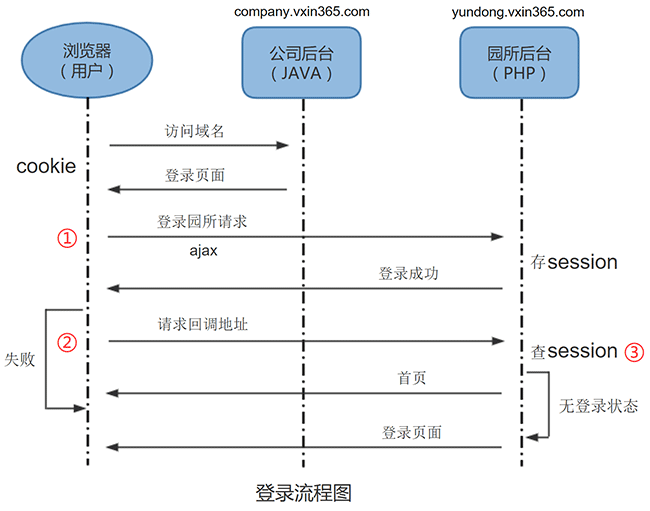 company.vxin365.com
yundong.vxin365.com
浏览器
（用户）
公司后台
（JAVA）
园所后台
（PHP）
访问域名
cookie
登录页面
①
登录园所请求
ajax
存session
登录成功
②
请求回调地址
查session ③
失败
首页
无登录状态
登录页面
登录流程图